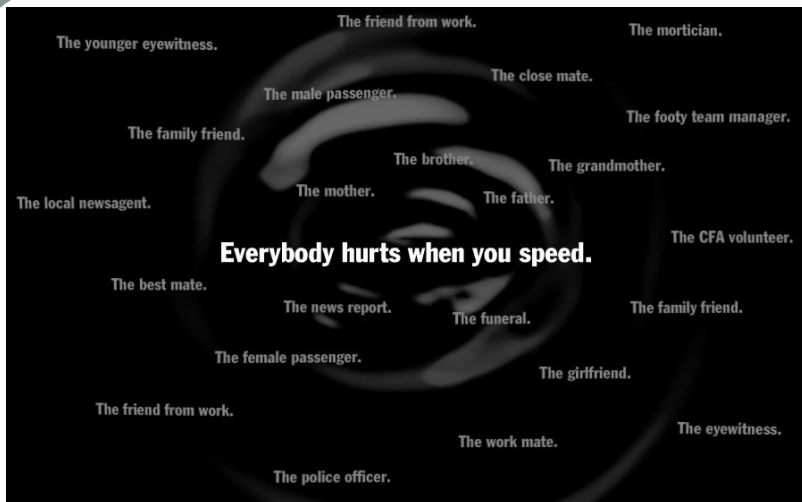 The friend from work.
The mortician.
The younger eyewitness.
The close mate.
The male passenger.
The footy team manager.
The family friend.
The brother.
The grandmother.
The mother.
The father.
The local newsagent.
The CFA volunteer.
Everybody hurts when you speed.
The best mate.
The news report.
The family friend.
The funeral.
The female passenger.
The girlfriend.
The friend from work.
The eyewitness.
The work mate.
The police officer.